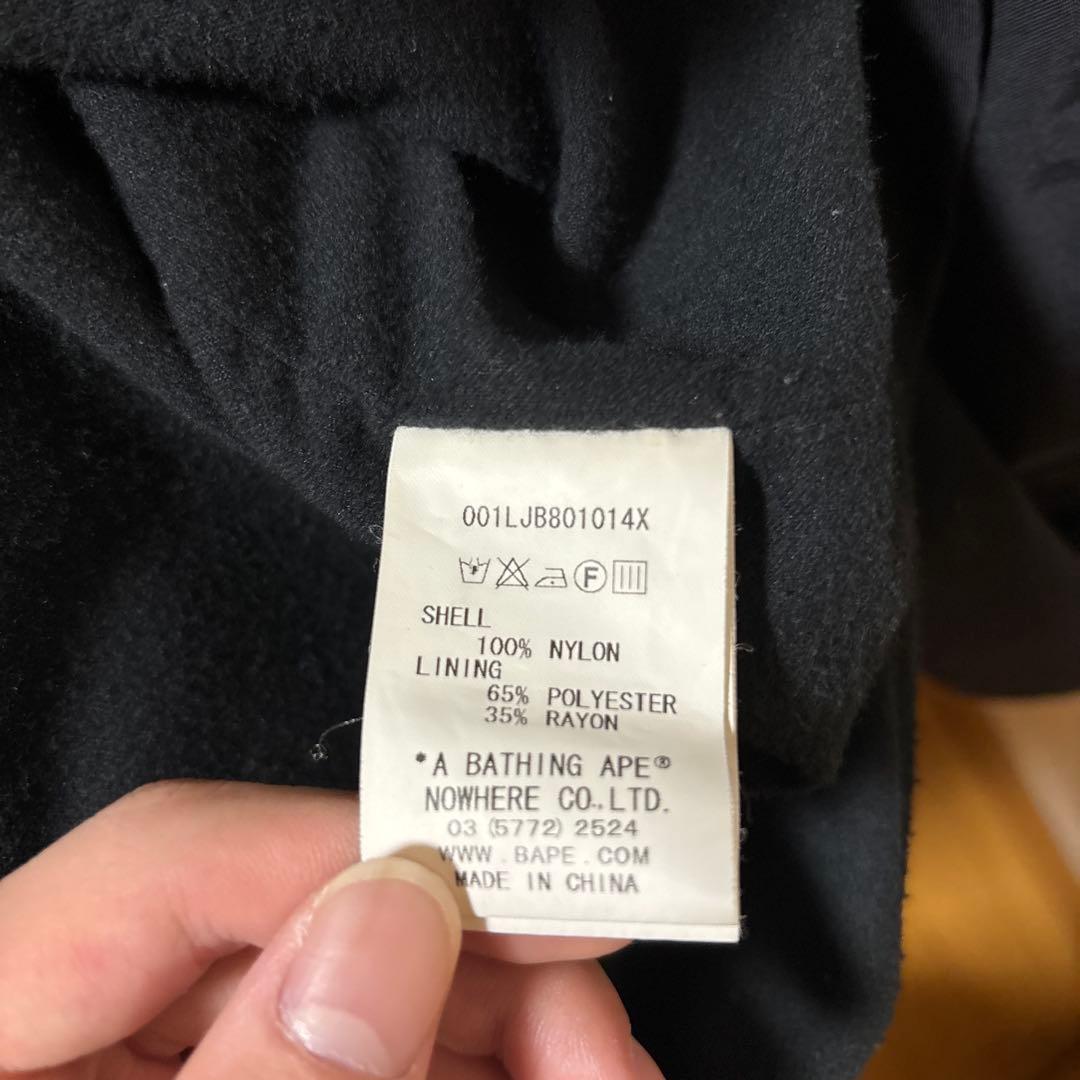 001LJB801014X
F
SHELL
100% NYLON
LINING
65% POLYESTER
35% RAYON
*A BATHING APE®
NOWHERE CO.,LTD.
03 (5772) 2524
WWW.BAPE.COM
MADE IN CHINA